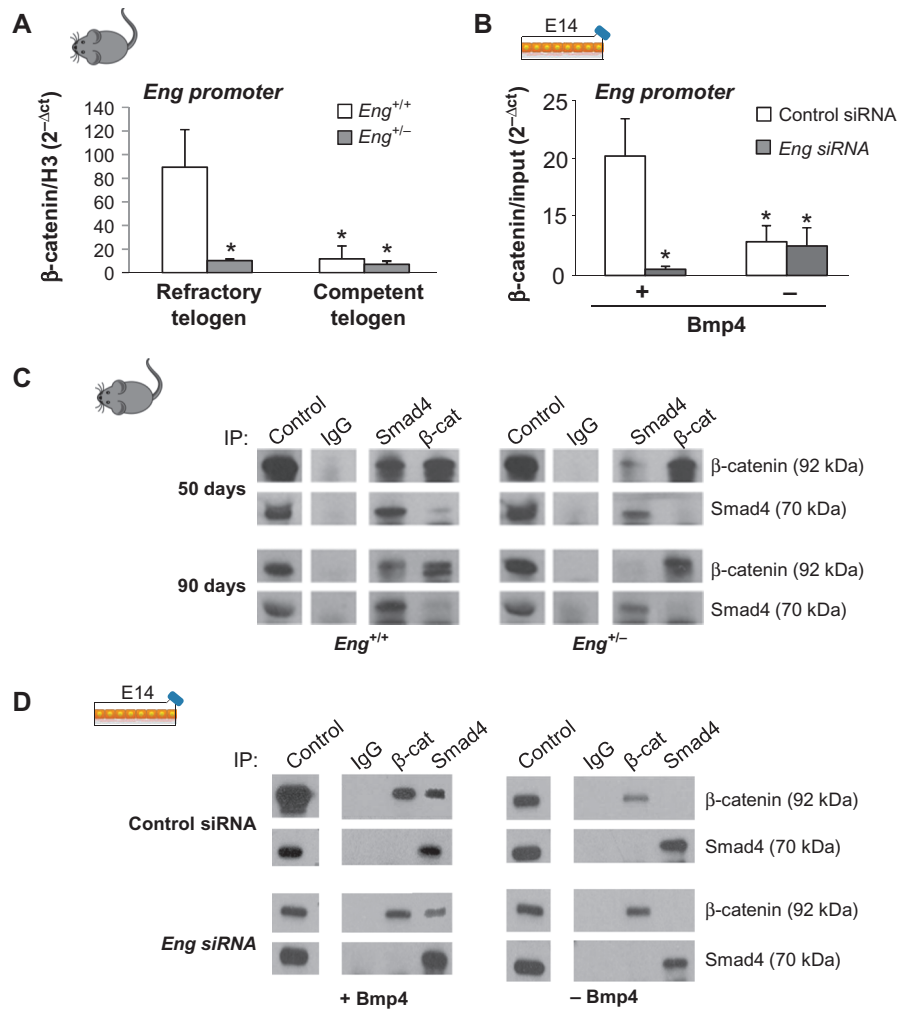 A
Eng promoter
β-catenin/H3 (2⁻Δct)
140
120
100
80
60
40
20
0
Eng+/+
Eng+/–
*
*
*
Refractory telogen
Competent telogen
B
E14
Eng promoter
β-catenin/input (2⁻Δct)
25
20
15
0
Control siRNA
Eng siRNA
*
*
*
+
–
Bmp4
C
IP:
Control
IgG
Smad4
β-cat
Control
IgG
Smad4
β-cat
50 days
β-catenin (92 kDa)
Smad4 (70 kDa)
90 days
β-catenin (92 kDa)
Smad4 (70 kDa)
Eng+/+
Eng+/–
D
E14
IP:
Control
IgG
β-cat
Smad4
Control
IgG
β-cat
Smad4
Control siRNA
β-catenin (92 kDa)
Smad4 (70 kDa)
Eng siRNA
β-catenin (92 kDa)
Smad4 (70 kDa)
+ Bmp4
– Bmp4